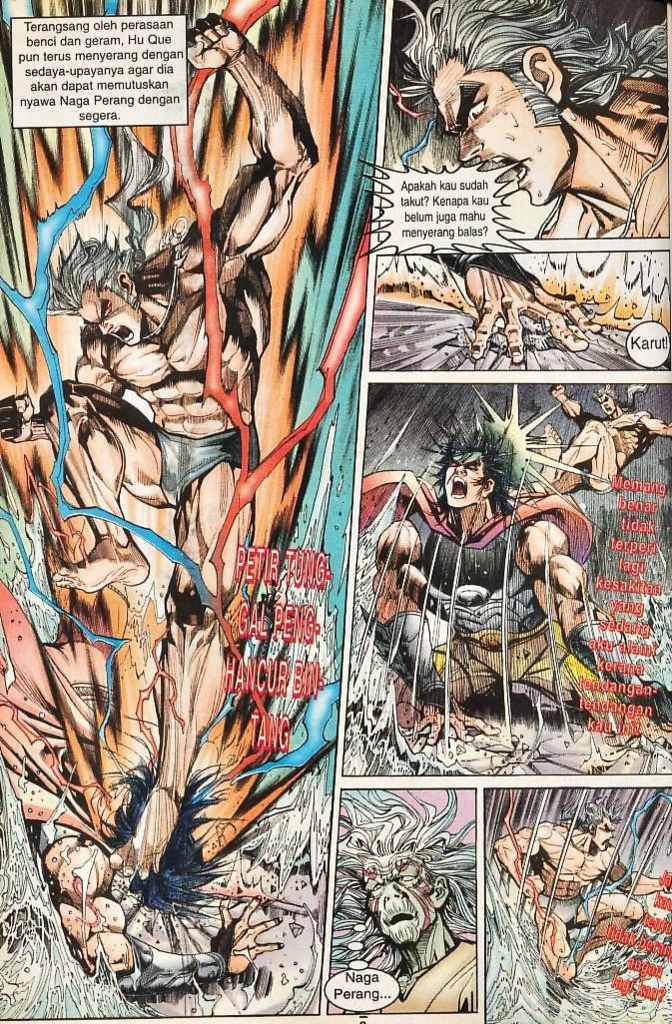 Terangsang oleh perasaan
benci dan geram, Hu Que
pun terus menyerang dengan
sedaya-upayanya agar dia
akan dapat memutuskan
nyawa Naga Perang dengan
segera.
PETIR TUNG-
GAL PENG-
HANCUR BIN-
TANG
Apakah kau sudah
takut? Kenapa kau
belum juga mahu
menyerang balas?
Karut!
Memang
benar
tidak
terperi
lagi
kesakitan
yang
sedang
aku alami
kerana
tendangan-
tendangan
kau ini!
Naga
Perang...
tidak
lagi kan?